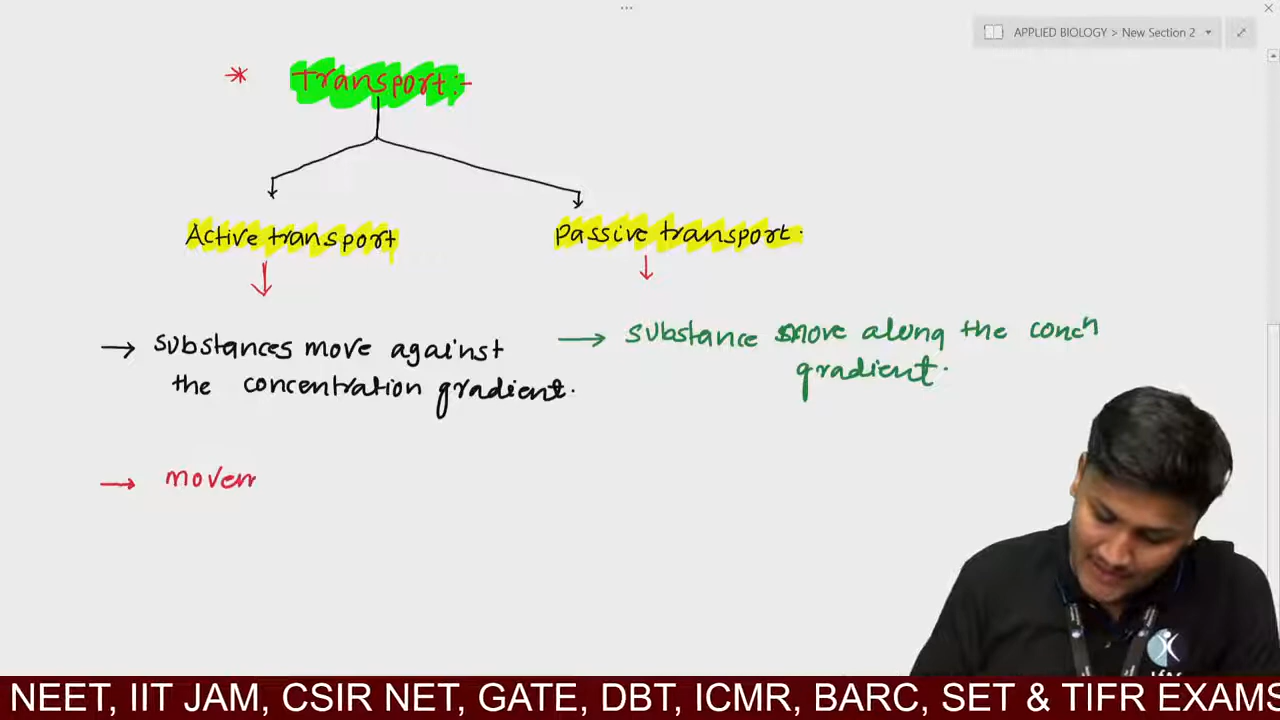 APPLIED BIOLOGY > New Section 2
* Transport:-
Active transport
Passive transport.
→ substances move against
the concentration gradient.
→ substance move along the concn
gradient.
→ movem
NEET, IIT JAM, CSIR NET, GATE, DBT, ICMR, BARC, SET & TIFR EXAMS